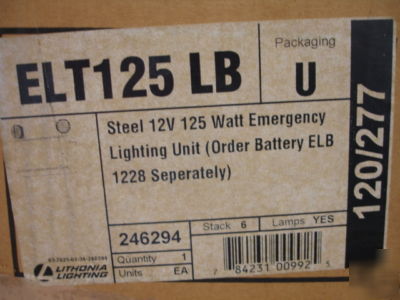 ELT125 LB
Packaging
U
Steel 12V 125 Watt Emergency
Lighting Unit (Order Battery ELB
1228 Seperately)
120/277
246294
Quantity 1
Units EA
Stack 6
Lamps YES
7 84231 00992 5
LITHONIA
LIGHTING